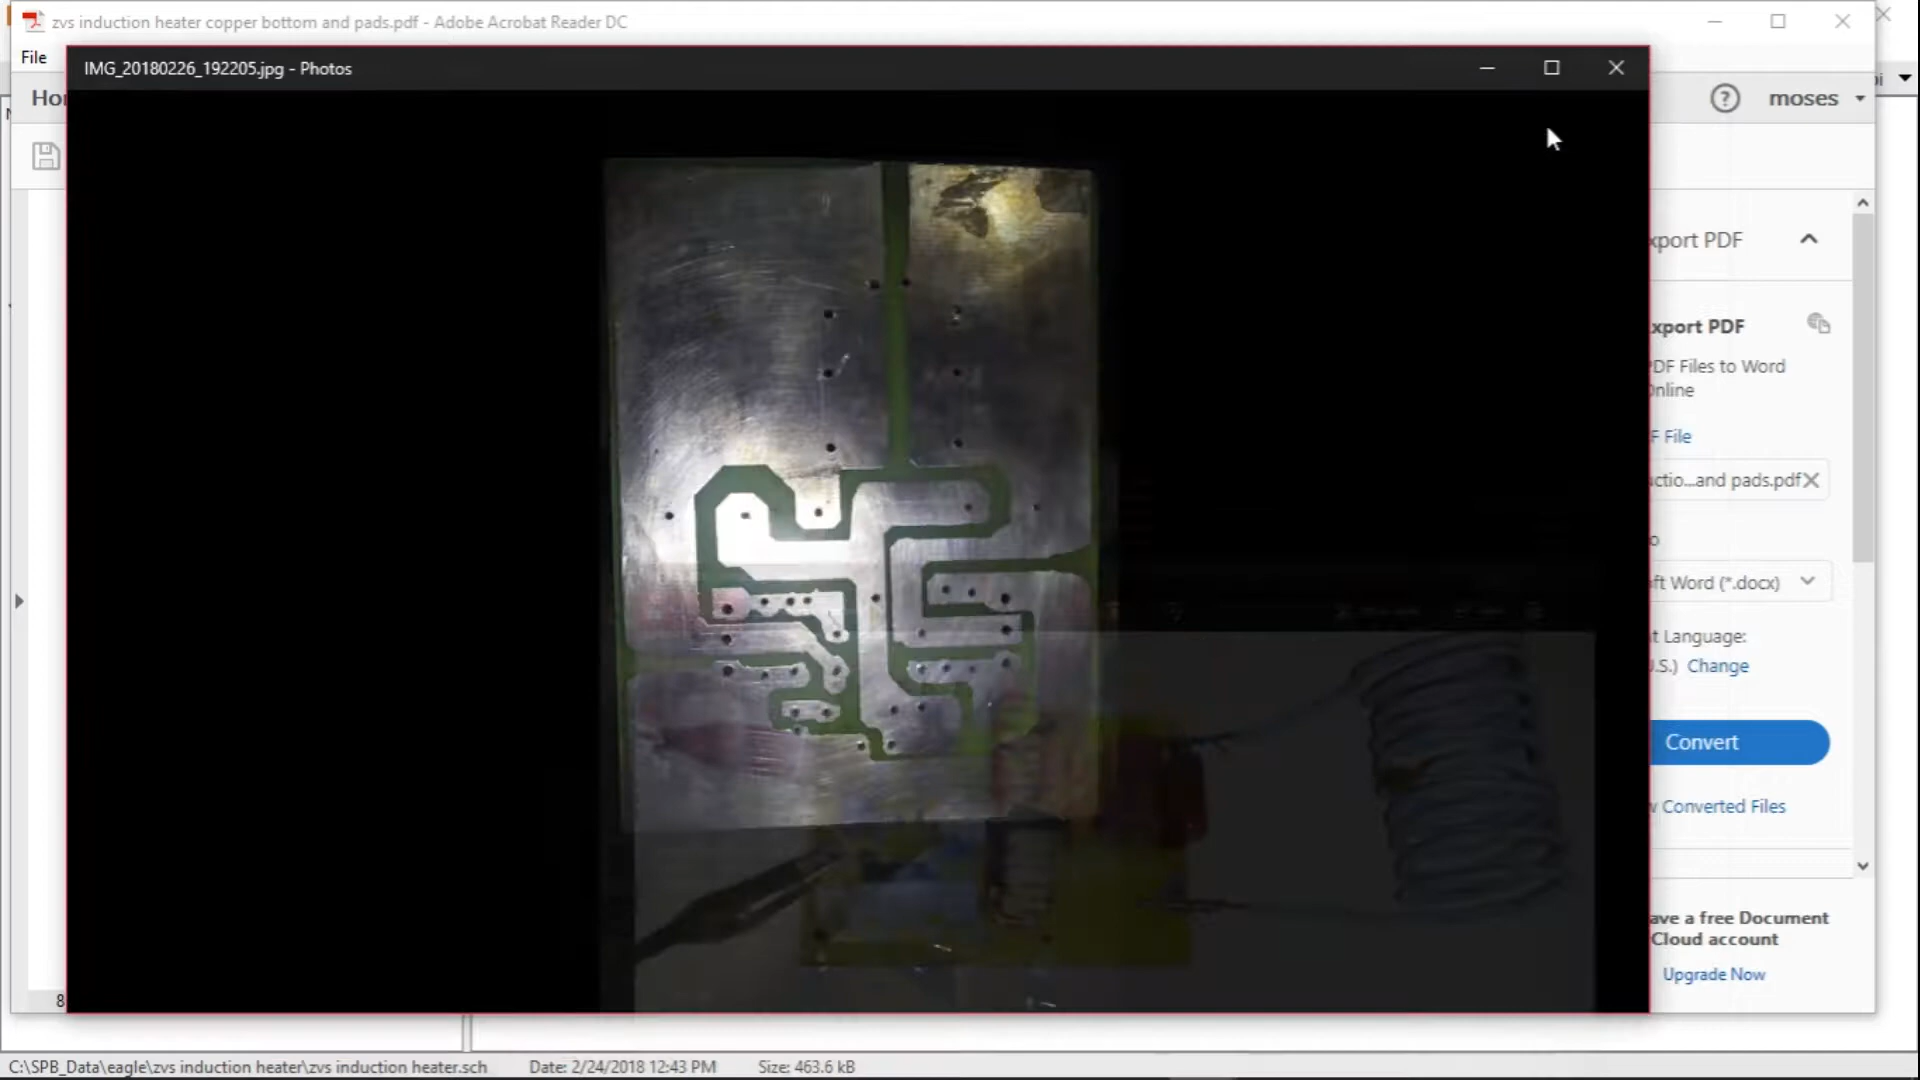 zvs induction heater copper bottom and pads.pdf - Adobe Acrobat Reader DC
File
IMG_20180226_192205.jpg - Photos
moses
xport PDF
xport PDF
PDF Files to Word
Online
F File
uctio...and pads.pdf
o
ft Word (*.docx)
t Language:
.S.) Change
Convert
w Converted Files
ave a free Document
Cloud account
Upgrade Now
8
C:\SPB_Data\eagle\zvs induction heater\zvs induction heater.sch Date: 2/24/2018 12:43 PM Size: 463.6 kB